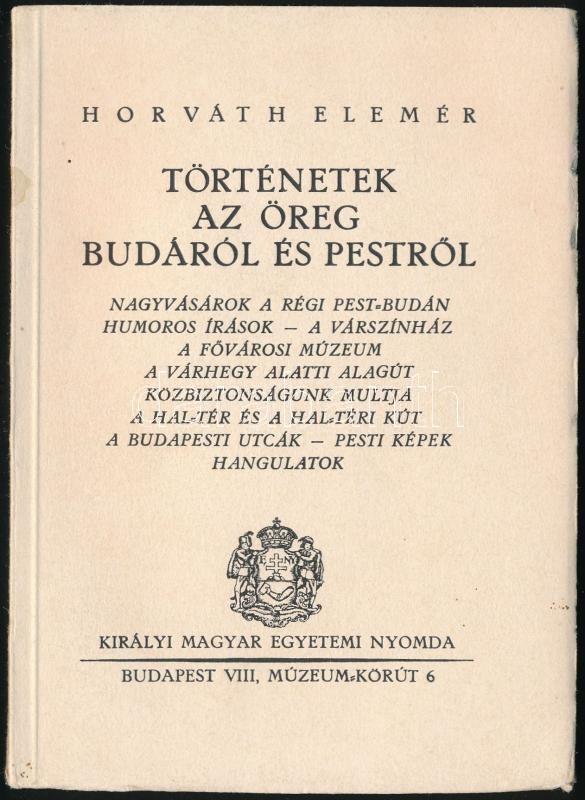 HORVÁTH ELEMÉR
TÖRTÉNETEK
AZ ÖREG
BUDÁRÓL ÉS PESTRŐL
NAGYVÁSÁROK A RÉGI PEST-BUDÁN
HUMOROS ÍRÁSOK — A VÁRSZÍNHÁZ
A FŐVÁROSI MÚZEUM
A VÁRHEGY ALATTI ALAGÚT
KÖZBIZTONSÁGUNK MULTJA
A HAL-TÉR ÉS A HAL-TÉRI KÚT
A BUDAPESTI UTCÁK — PESTI KÉPEK
HANGULATOK
E NY
KIRÁLYI MAGYAR EGYETEMI NYOMDA
BUDAPEST VIII, MÚZEUM-KÖRÚT 6